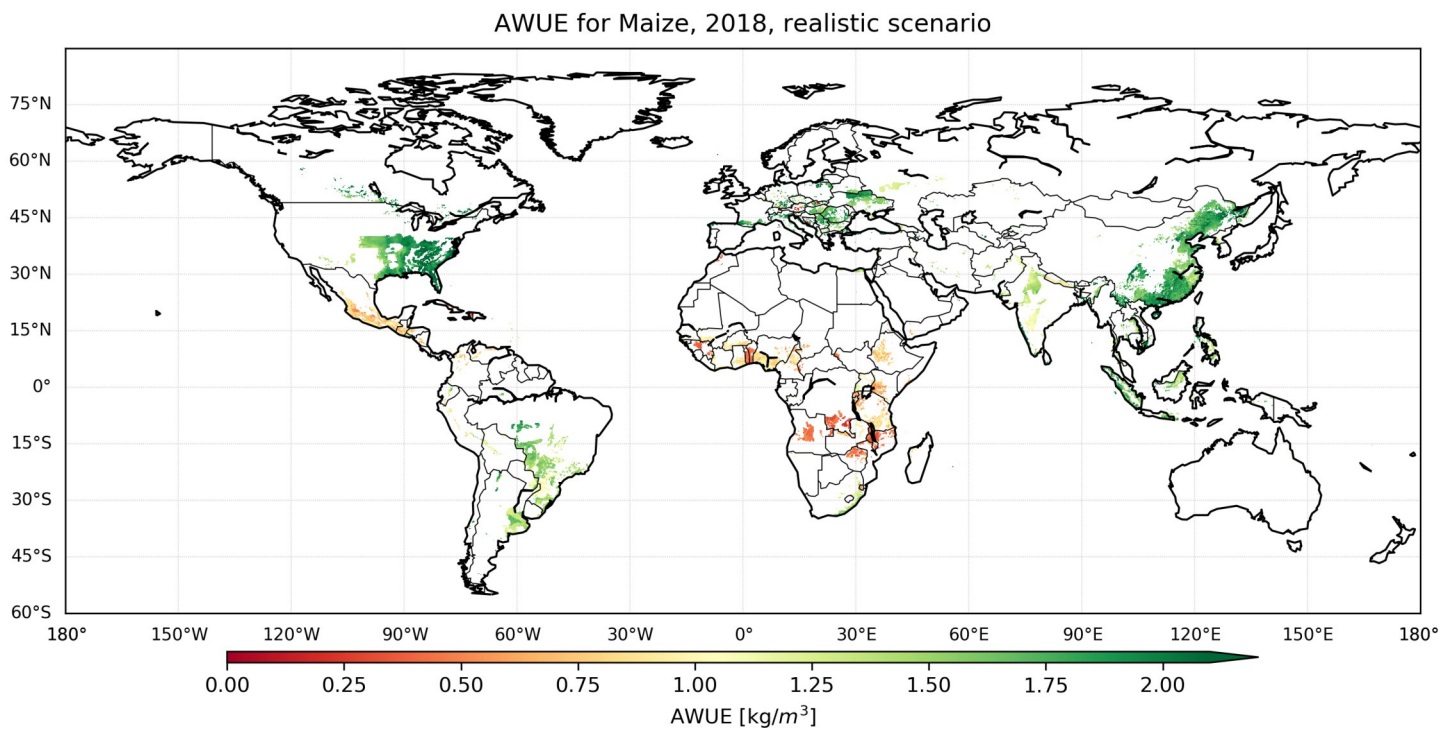 AWUE for Maize, 2018, realistic scenario
75°N
60°N
45°N
30°N
15°N
0°
15°S
30°S
45°S
60°S
180° 150°W 120°W 90°W 60°W 30°W 0° 30°E 60°E 90°E 120°E 150°E 180°
0.00 0.25 0.50 0.75 1.00 1.25 1.50 1.75 2.00
AWUE [kg/m³]